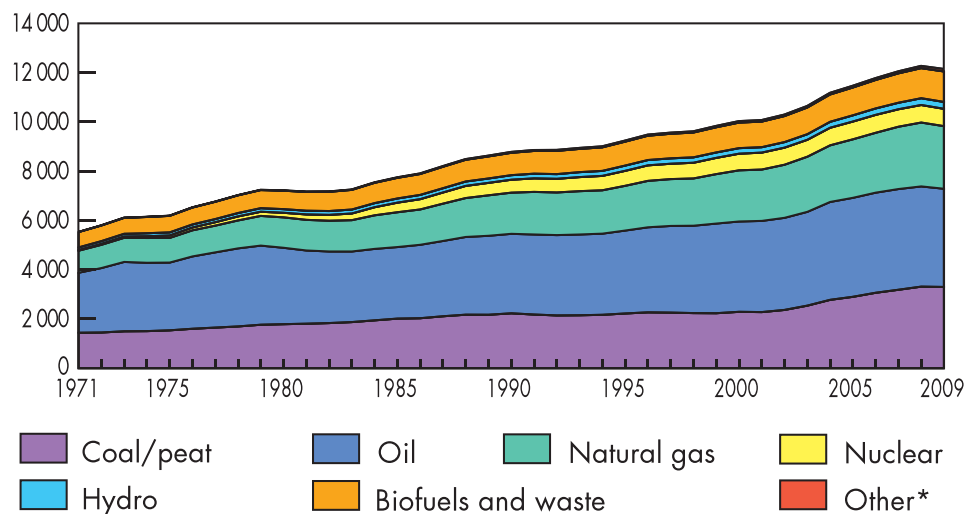 14 000
12 000
10 000
8 000
6 000
4 000
2 000
0
1971 1975 1980 1985 1990 1995 2000 2005 2009
Coal/peat Oil Natural gas Nuclear
Hydro Biofuels and waste Other*